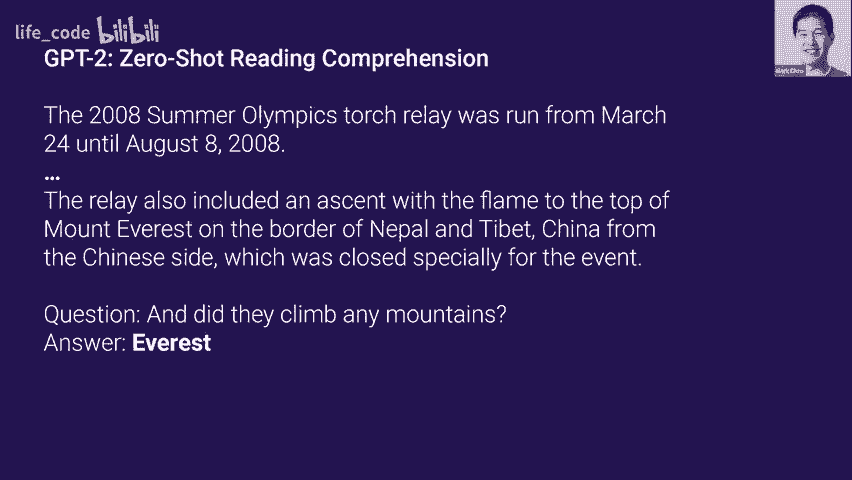 life_code bilibili
GPT-2: Zero-Shot Reading Comprehension
The 2008 Summer Olympics torch relay was run from March
24 until August 8, 2008.
...
The relay also included an ascent with the flame to the top of
Mount Everest on the border of Nepal and Tibet, China from
the Chinese side, which was closed specially for the event.
Question: And did they climb any mountains?
Answer: Everest